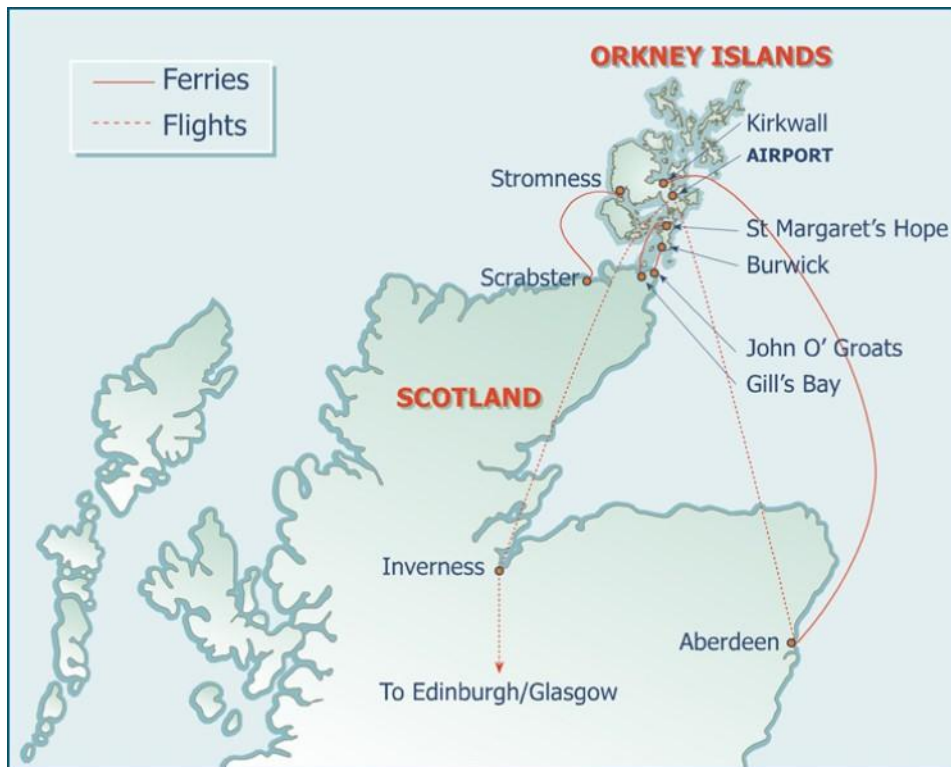 ORKNEY ISLANDS
Ferries
Flights
Kirkwall
AIRPORT
Stromness
St Margaret's Hope
Burwick
Scrabster
John O' Groats
Gill's Bay
SCOTLAND
Inverness
Aberdeen
To Edinburgh/Glasgow